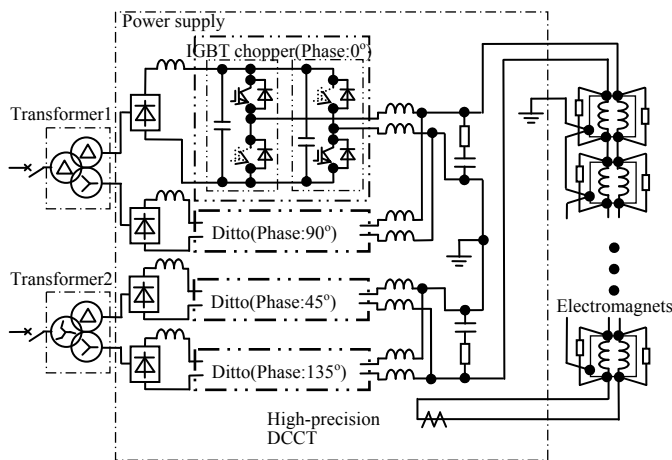 Power supply
IGBT chopper(Phase:0°)
Transformer1
Ditto(Phase:90°)
Transformer2
Ditto(Phase:45°)
Electromagnets
Ditto(Phase:135°)
High-precision
DCCT